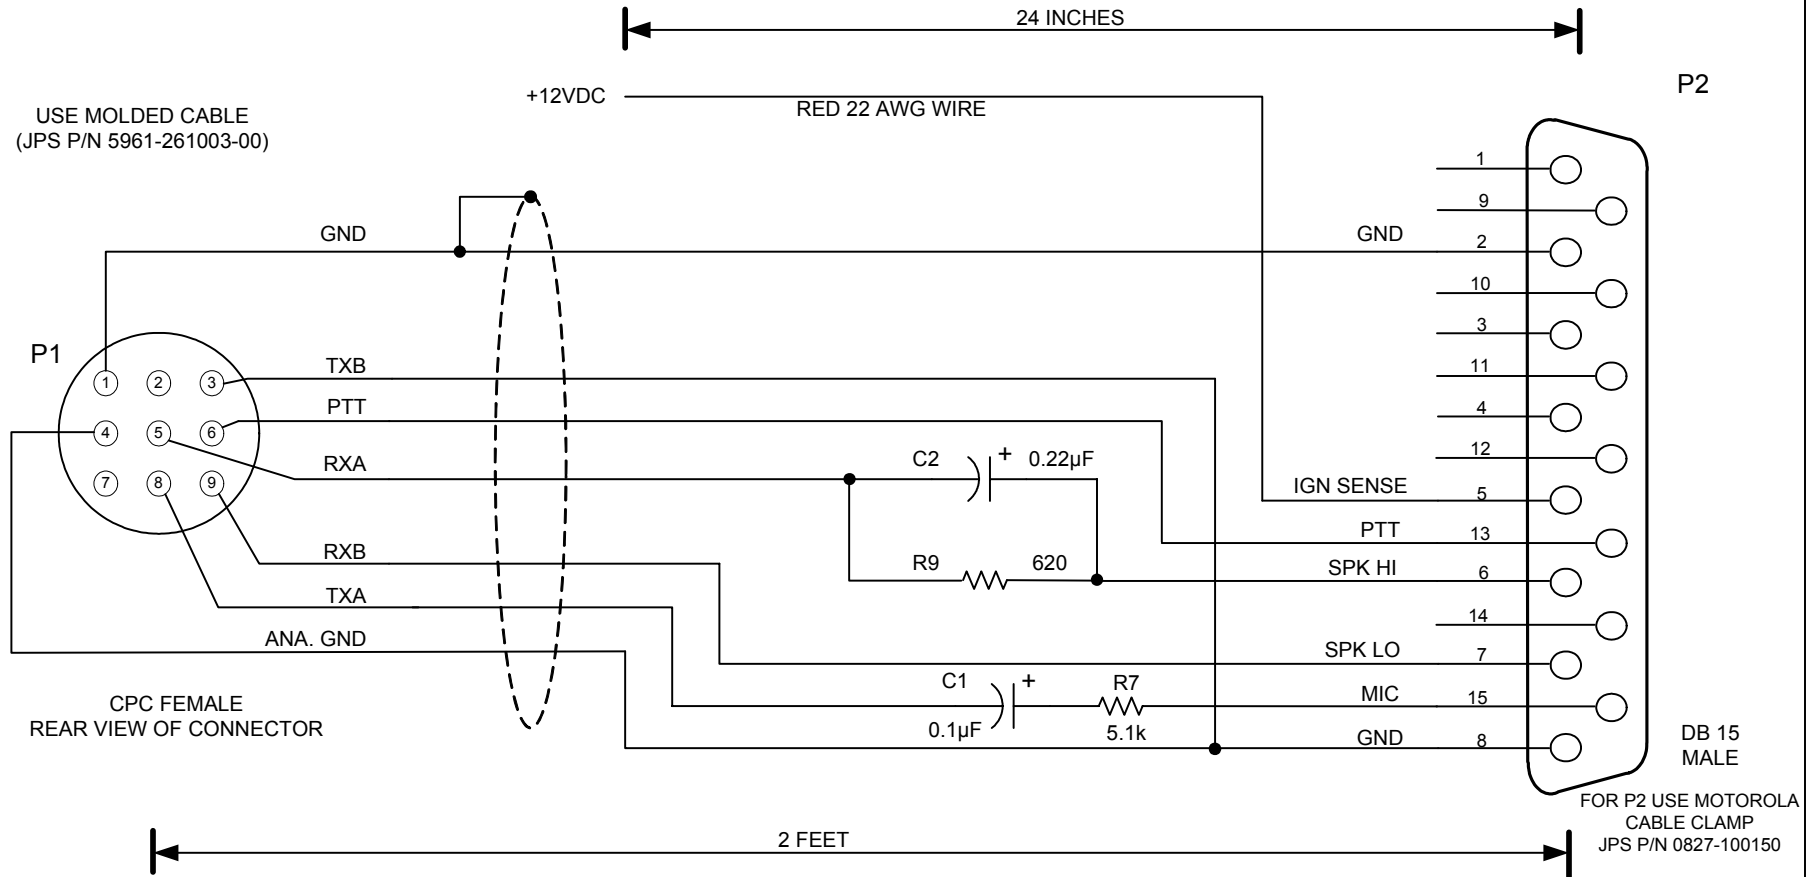 24 INCHES
P2
+12VDC
RED 22 AWG WIRE
USE MOLDED CABLE
(JPS P/N 5961-261003-00)
1
9
GND
GND
2
10
3
P1
TXB
11
1
2
3
PTT
4
4
5
6
RXA
C2
+
0.22µF
12
7
8
9
IGN SENSE
5
PTT
13
RXB
R9
620
SPK HI
6
TXA
14
ANA. GND
SPK LO
7
C1
+
R7
MIC
15
0.1µF
5.1k
GND
8
CPC FEMALE
REAR VIEW OF CONNECTOR
DB 15
MALE
FOR P2 USE MOTOROLA
CABLE CLAMP
JPS P/N 0827-100150
2 FEET